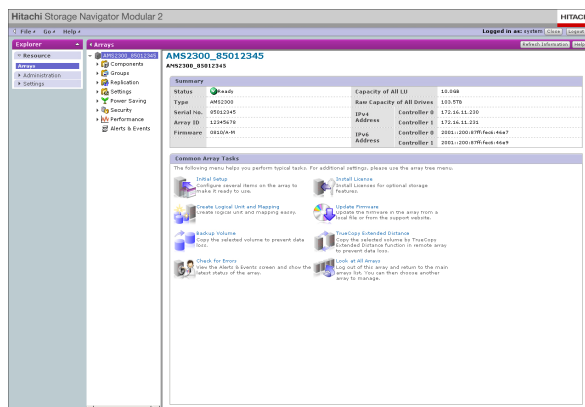 Hitachi Storage Navigator Modular 2
HITACHI
File Go Help
Logged in as: system Close Logout
Explorer
Arrays
Refresh Information Help
Resource
Arrays
Administration
Settings
AMS2300_85012345
Components
Groups
Replication
Settings
Power Saving
Security
Performance
Alerts & Events
AMS2300_85012345
AMS2300_85012345
Summary
Status Ready Capacity of All LU 10.0GB
Type AMS2300 Raw Capacity of All Drives 103.5TB
Serial no. 85012345 IPv4 Address Controller 0 172.16.11.230
Array ID 12345678 Controller 1 172.16.11.231
Firmware 0810/A-M IPv6 Address Controller 0
Controller 1
Common Array Tasks
The following menu helps you perform typical tasks. For additional settings, please use the array tree menu.
Initial Setup
Configure several items on the array to make it ready to use.
Install License
Install Licenses for optional storage features.
Create Logical Unit and Mapping
Create logical unit and mapping easily.
Update Firmware
Update the firmware in the array from a local file or from the support website.
Backup Volume
Copy the selected volume to prevent data loss.
TrueCopy Extended Distance
Copy the selected volume by TrueCopy Extended Distance function in remote array to prevent data loss.
Check for Errors
View the Alerts & Events screen and show the latest status of the array.
Look at All Arrays
Log out of this array and return to the main arrays list. You can then choose another array to manage.